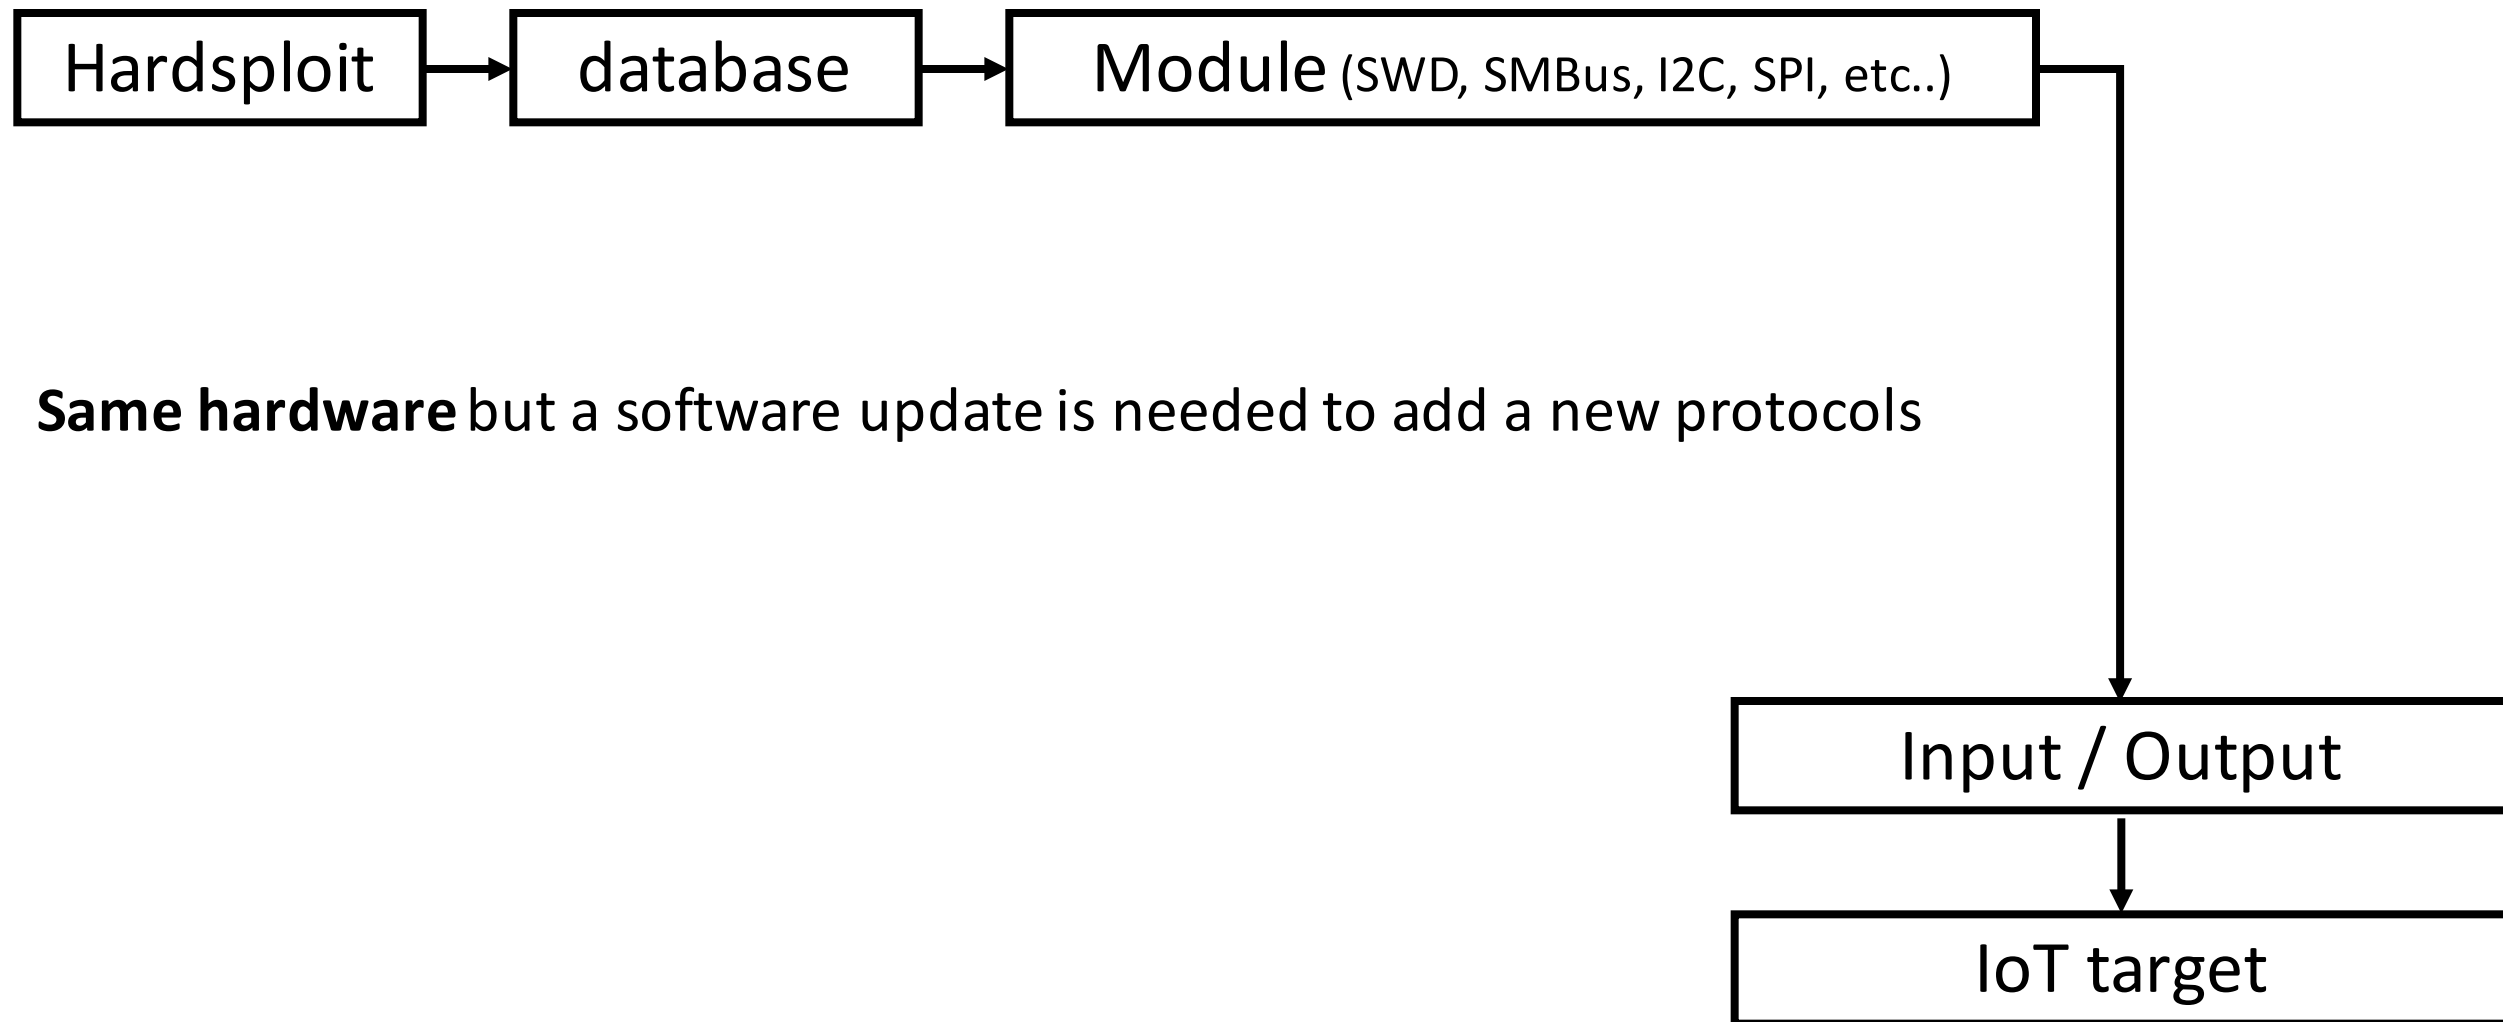 Hardsploit
database
Module (SWD, SMBus, I2C, SPI, etc..)
Same hardware but a software update is needed to add a new protocols
Input / Output
IoT target